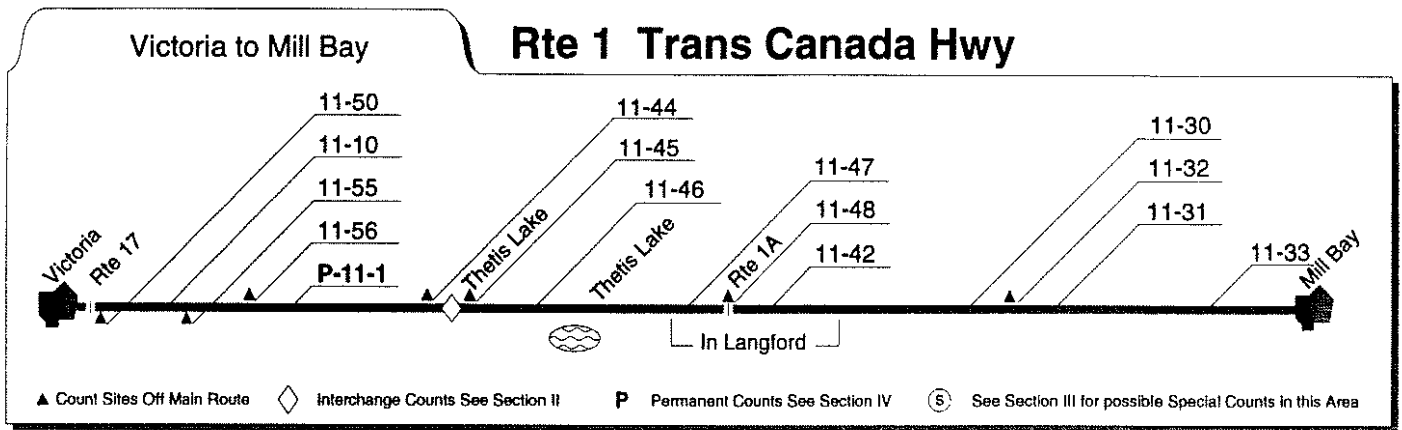 Victoria to Mill Bay
Rte 1 Trans Canada Hwy
11-50
11-10
11-55
11-56
P-11-1
11-44
11-45
11-46
11-47
11-48
11-42
11-30
11-32
11-31
11-33
Victoria
Rte 17
Thetis Lake
Thetis Lake
Rte 1A
Mill Bay
In Langford
Count Sites Off Main Route
Interchange Counts See Section II
P Permanent Counts See Section IV
S See Section III for possible Special Counts in this Area